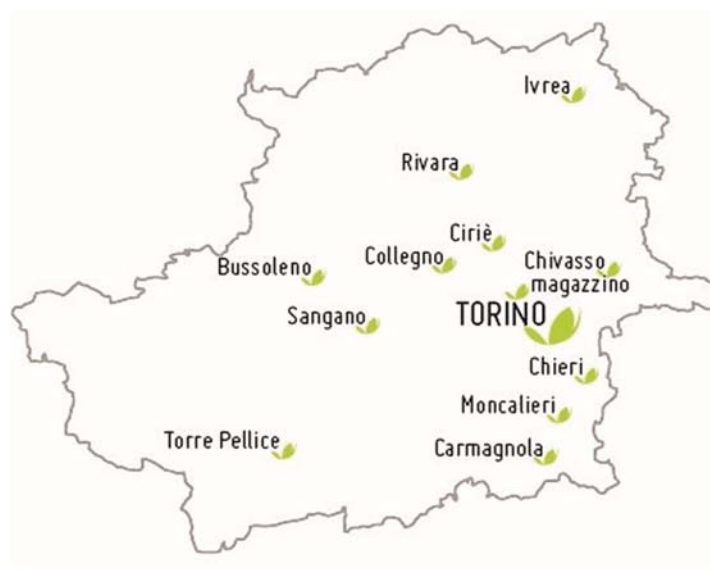 Ivrea
Rivara
Ciriè
Collegno
Chivasso
Bussoleno
magazzino
Sangano
TORINO
Chieri
Moncalieri
Torre Pellice
Carmagnola